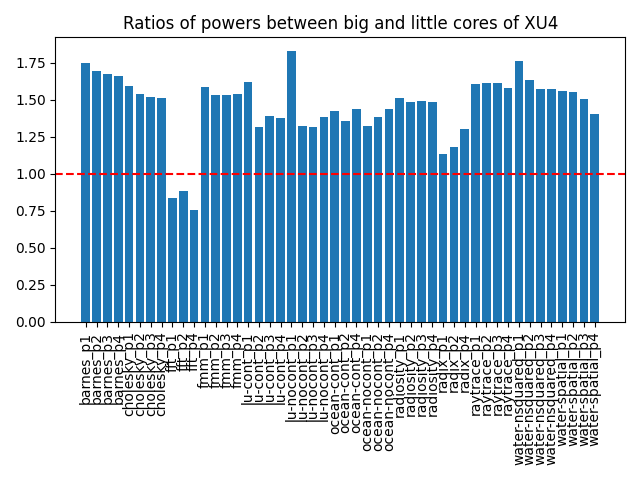 Ratios of powers between big and little cores of XU4
1.75
1.50
1.25
1.00
0.75
0.50
0.25
0.00
barnes_p1
barnes_p2
barnes_p3
barnes_p4
cholesky_p1
cholesky_p2
cholesky_p3
cholesky_p4
fft_p1
fft_p2
fft_p4
fmm_p1
fmm_p2
fmm_p3
fmm_p4
lu-cont_p1
lu-cont_p2
lu-cont_p3
lu-cont_p4
lu-nocont_p1
lu-nocont_p2
lu-nocont_p3
lu-nocont_p4
ocean-cont_p1
ocean-cont_p2
ocean-cont_p4
ocean-nocont_p1
ocean-nocont_p2
ocean-nocont_p4
radiosity_p1
radiosity_p2
radiosity_p3
radiosity_p4
radix_p1
radix_p2
radix_p4
raytrace_p1
raytrace_p2
raytrace_p3
raytrace_p4
water-nsquared_p1
water-nsquared_p2
water-nsquared_p3
water-nsquared_p4
water-spatial_p1
water-spatial_p2
water-spatial_p3
water-spatial_p4